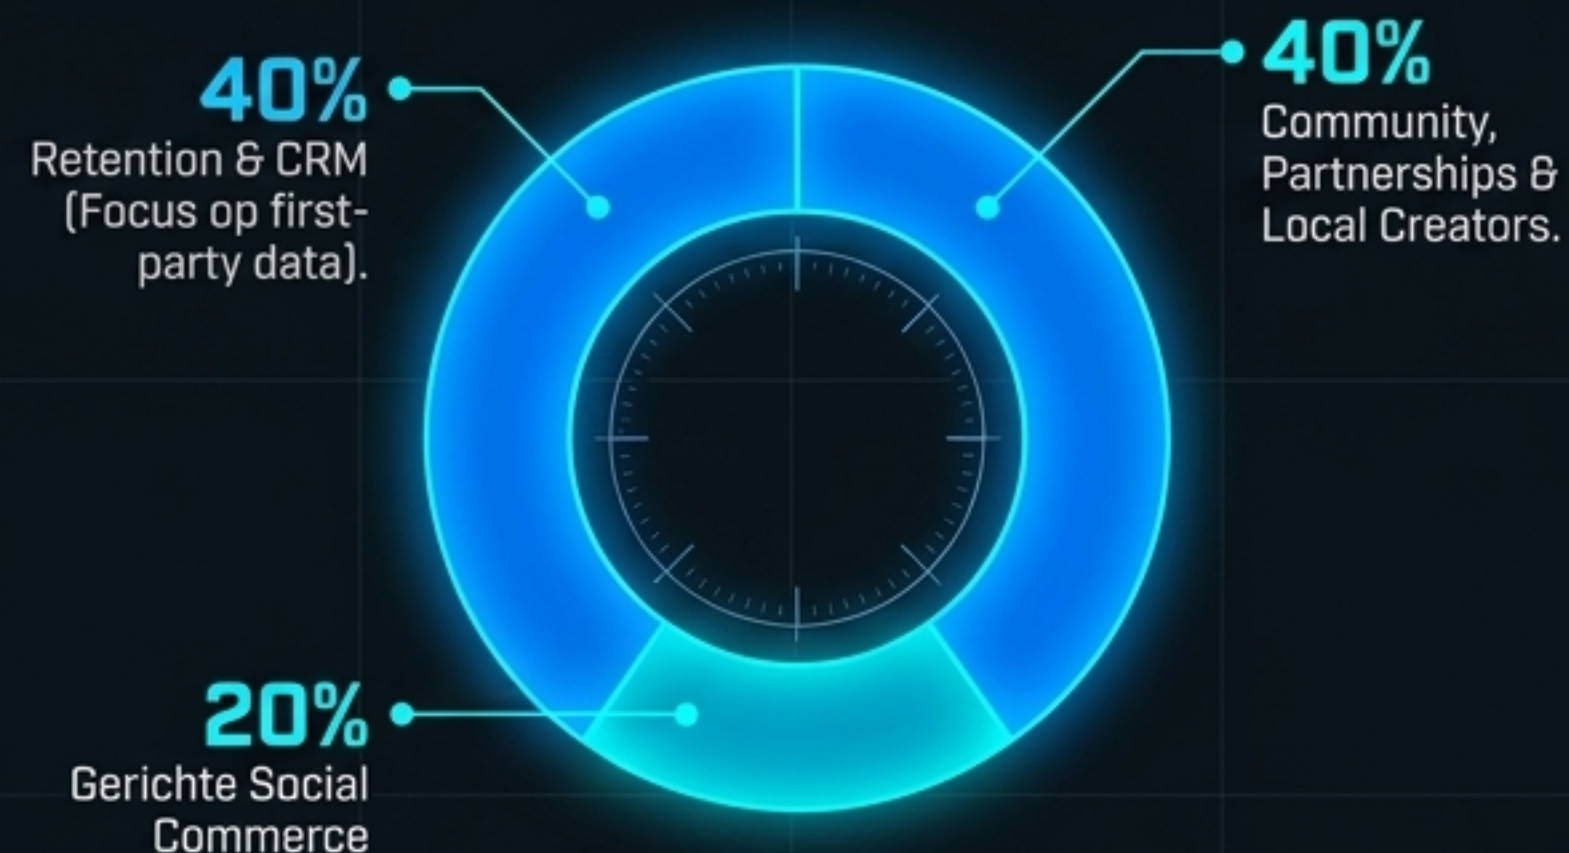 40%
Retention & CRM
(Focus op first-
party data).
40%
Community,
Partnerships &
Local Creators.
20%
Gerichte Social
Commerce